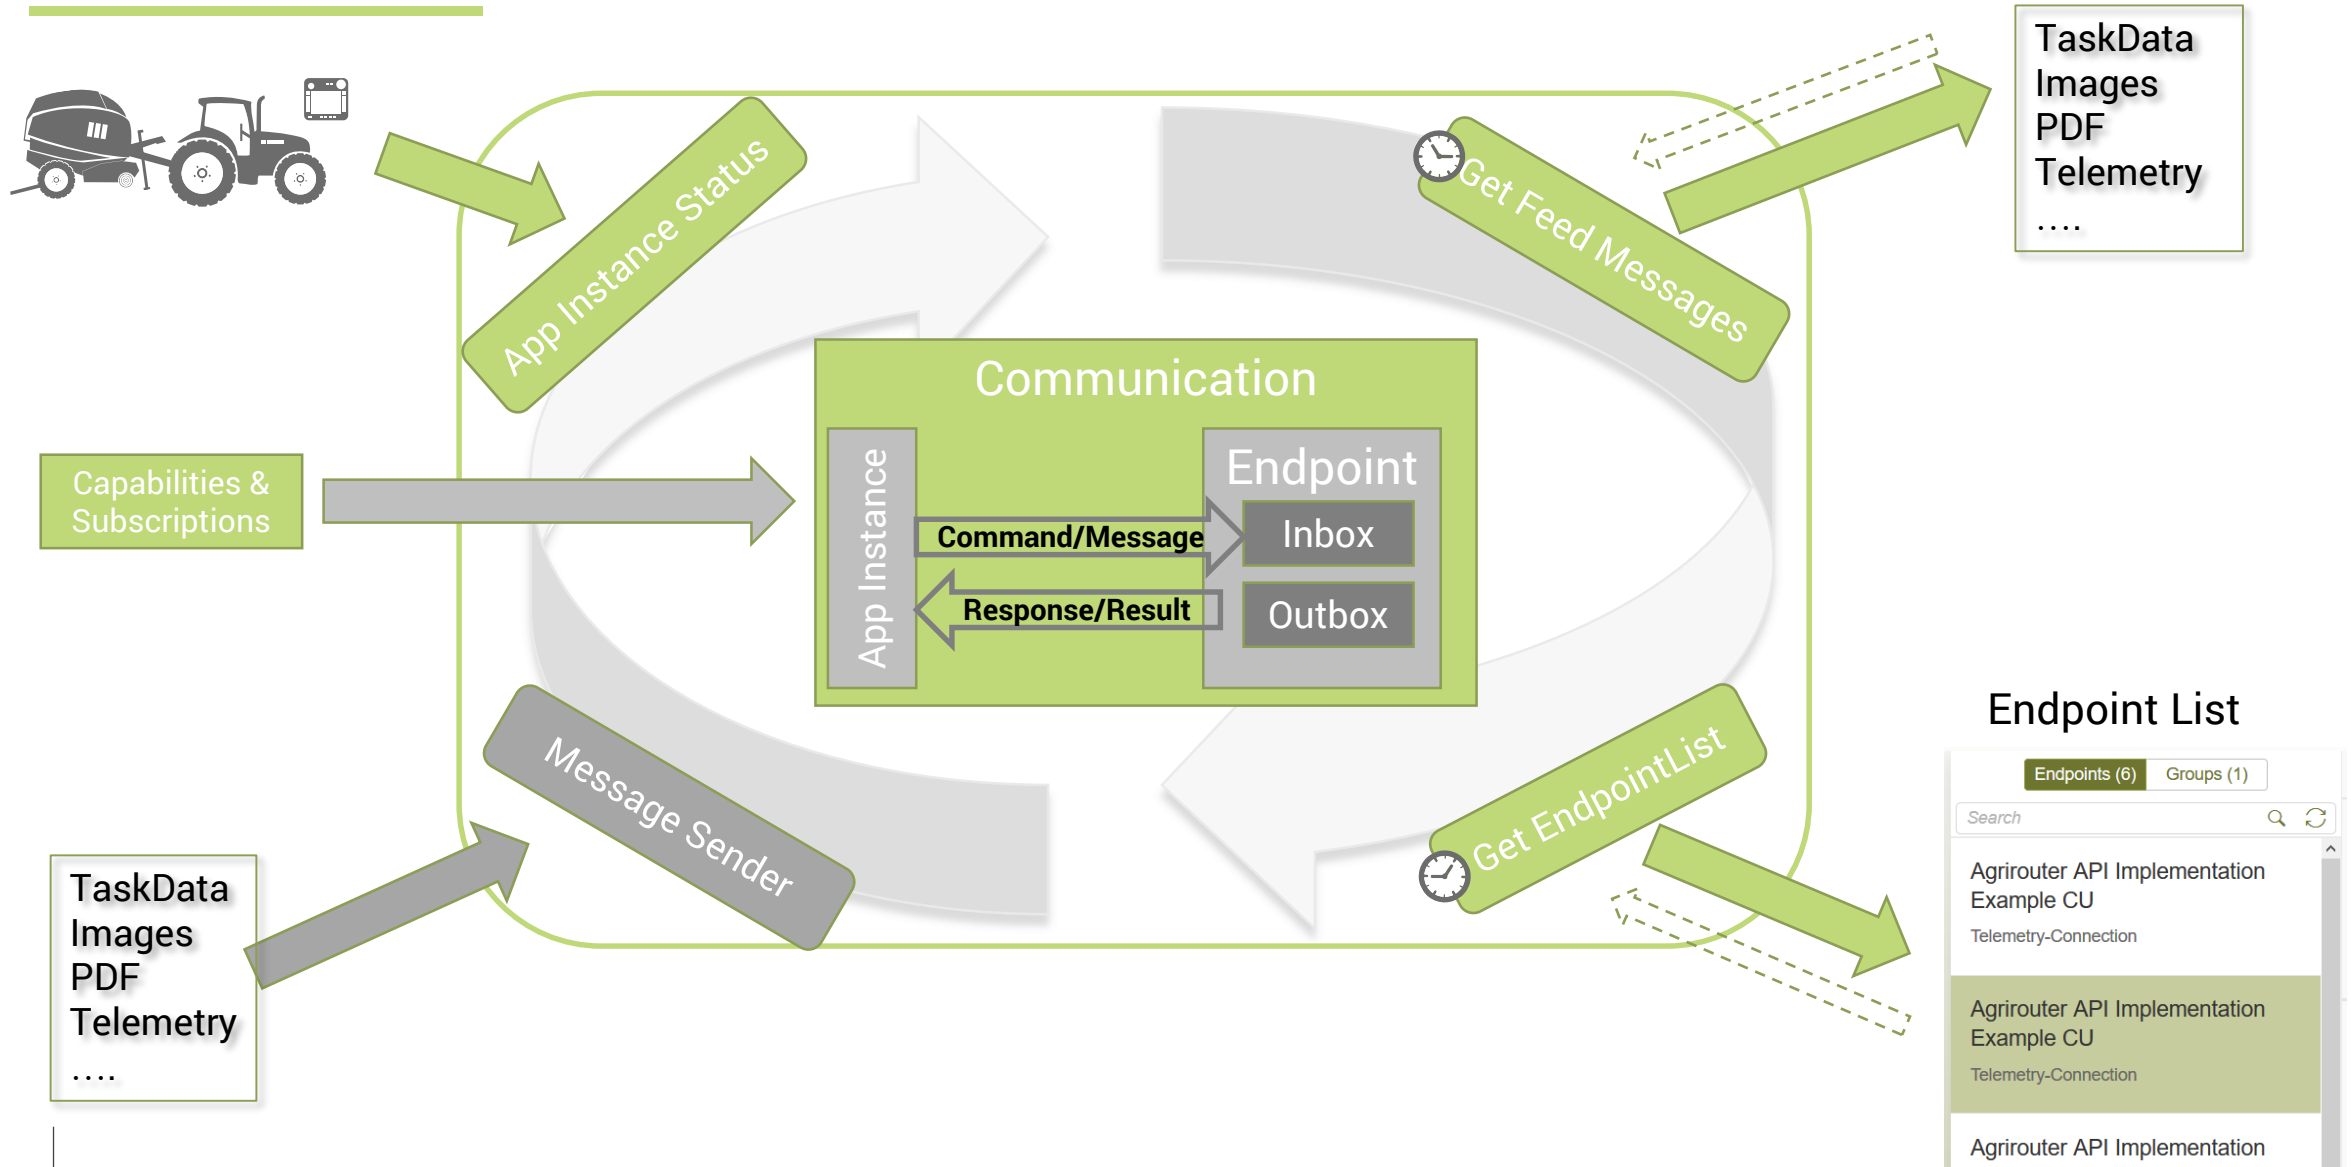 TaskData
Images
PDF
Telemetry
....
App Instance Status
Get Feed Messages
Communication
Capabilities &
Subscriptions
App Instance
Endpoint
Command/Message
Inbox
Response/Result
Outbox
Message Sender
Get EndpointList
TaskData
Images
PDF
Telemetry
....
Endpoint List
Endpoints (6)
Groups (1)
Search
Agrirouter API Implementation
Example CU
Telemetry-Connection
Agrirouter API Implementation
Example CU
Telemetry-Connection
Agrirouter API Implementation